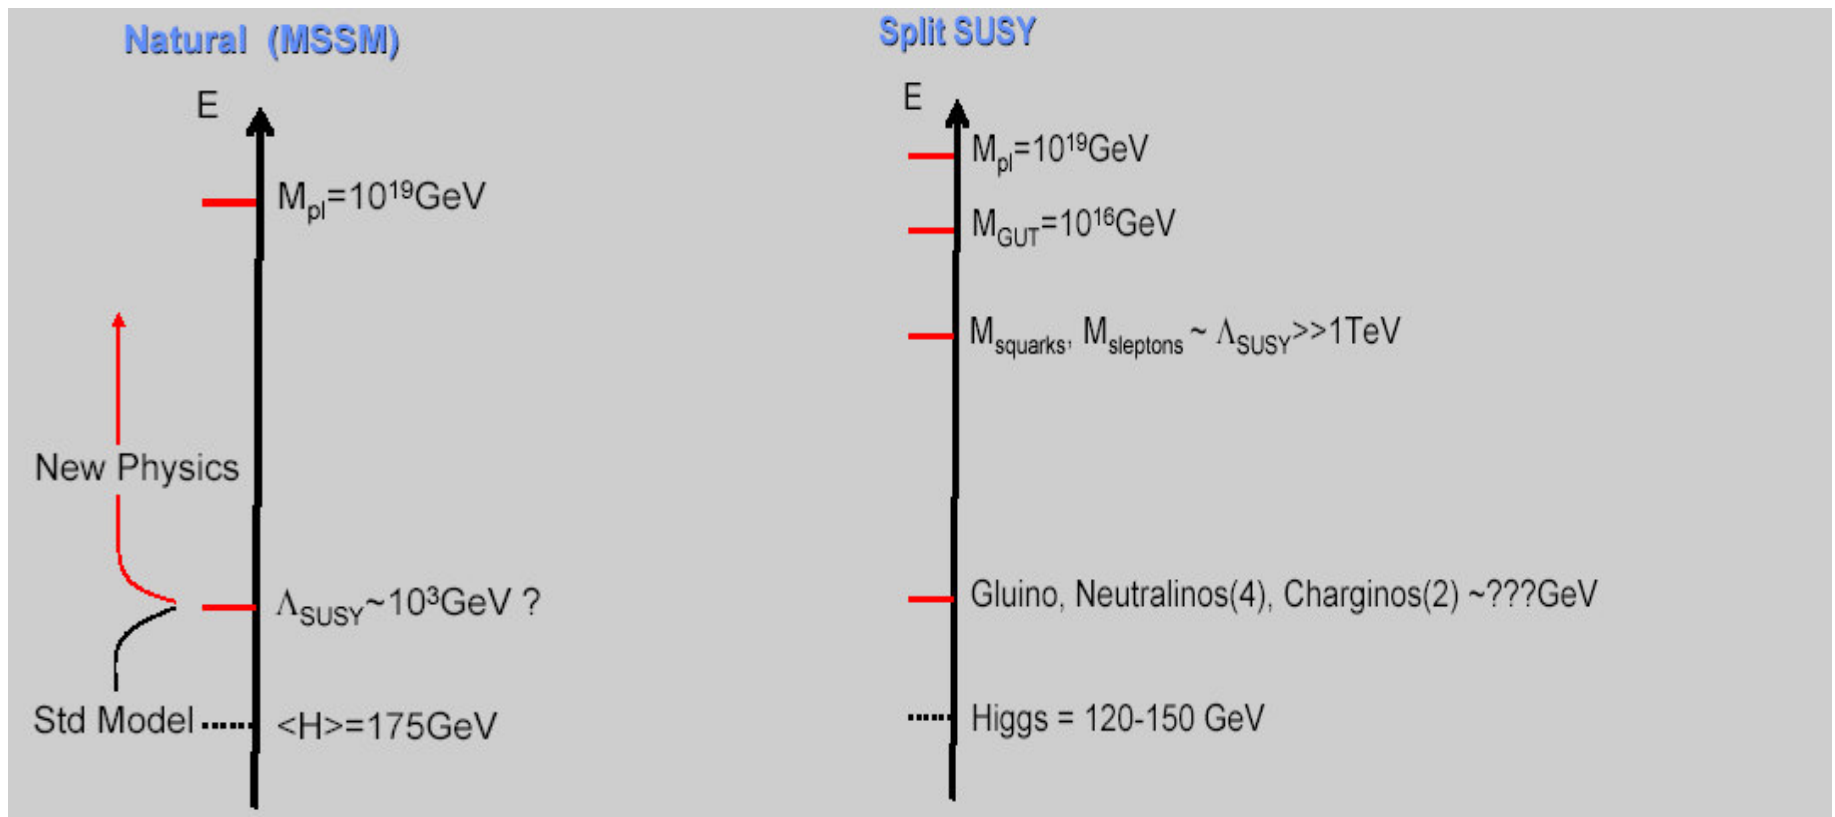 Natural (MSSM)
E
Mpl=10¹⁹GeV
New Physics
ΛSUSY~10³GeV ?
Std Model
<H>=175GeV
Split SUSY
E
Mpl=10¹⁹GeV
MGUT=10¹⁶GeV
Msquarks, Msleptons ~ ΛSUSY>>1TeV
Gluino, Neutralinos(4), Charginos(2) ~???GeV
Higgs = 120-150 GeV